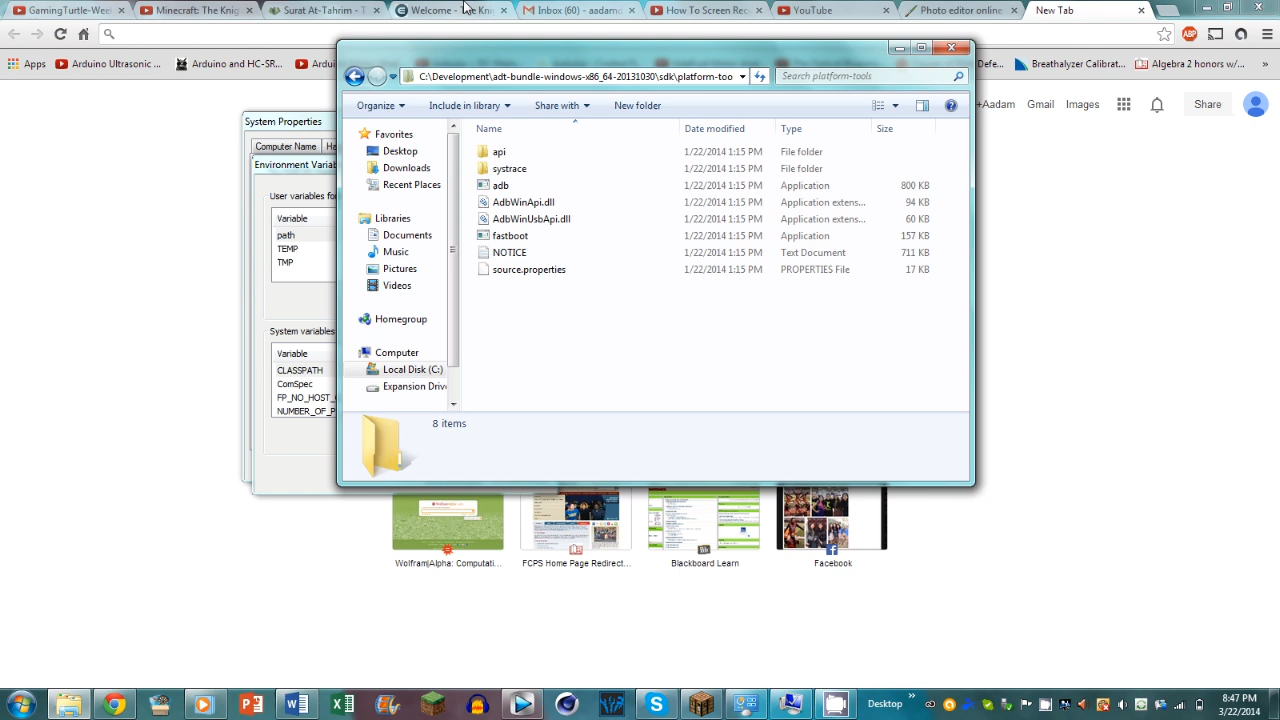 GamingTurtle-Week
Minecraft: The Knig
Surat At-Tahrim - T
Welcome - The Knig
Inbox (60) - aadamc
How To Screen Rec
YouTube
Photo editor online
New Tab
Apps
Arduino Ultrasonic ...
Arduino and HC-SR...
Ardui
Defe...
Breathalyzer Calibrat...
Algebra 2 honors w/...
»
C:\Development\adt-bundle-windows-x86_64-20131030\sdk\platform-too
Search platform-tools
Organize
Include in library
Share with
New folder
+Aadam
Gmail
Images
Share
System Properties
Computer Name
Ha
Environment Variab
User variables for
Variable
path
TEMP
TMP
System variables
Variable
CLASSPATH
ComSpec
FP_NO_HOST_C
NUMBER_OF_P
Favorites
Desktop
Downloads
Recent Places
Libraries
Documents
Music
Pictures
Videos
Homegroup
Computer
Local Disk (C:)
Expansion Drive
Name Date modified Type Size
api 1/22/2014 1:15 PM File folder
systrace 1/22/2014 1:15 PM File folder
adb 1/22/2014 1:15 PM Application 800 KB
AdbWinApi.dll 1/22/2014 1:15 PM Application extens... 94 KB
AdbWinUsbApi.dll 1/22/2014 1:15 PM Application extens... 60 KB
fastboot 1/22/2014 1:15 PM Application 157 KB
NOTICE 1/22/2014 1:15 PM Text Document 711 KB
source.properties 1/22/2014 1:15 PM PROPERTIES File 17 KB
8 items
Wolfram|Alpha: Computati...
FCPS Home Page Redirect...
Blackboard Learn
Facebook
Desktop
»
8:47 PM
3/22/2014